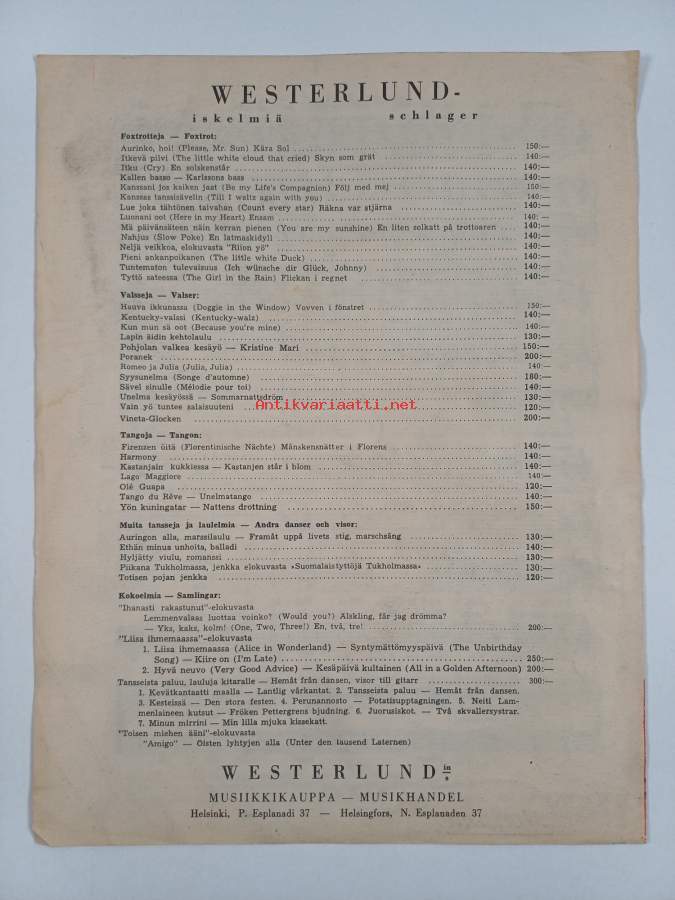 WESTERLUND-
iskelmiä schlager
Foxtrotteja — Foxtrot:
Aurinko, hoi! (Please, Mr. Sun) Kära Sol 150:—
Itkevä pilvi (The little white cloud that cried) Skyn som grät 140:—
Itku (Cry) En solskenstår 140:—
Kallen basso — Karlssons bass 140:—
Kanssani jos kaiken jaat (Be my Life's Compagnion) Följ med mej 150:—
Kanssas tanssisävelin (Till I waltz again with you) 140:—
Lue joka tähtönen taivahan (Count every star) Räkna var stjärna 140:—
Luonani oot (Here in my Heart) Ensam 140:—
Mä päivänsäteen näin kerran pienen (You are my sunshine) En liten solkatt på trottoaren 140:—
Nahjus (Slow Poke) En latmaskidyll 140:—
Neljä veikkoa, elokuvasta "Riion yö" 140:—
Pieni ankanpoikanen (The little white Duck) 140:—
Tuntematon tulevaisuus (Ich wünsche dir Glück, Johnny) 140:—
Tyttö sateessa (The Girl in the Rain) Flickan i regnet 140:—
Valsseja — Valser:
Hauva ikkunassa (Doggie in the Window) Vovven i fönstret 150:—
Kentucky-valssi (Kentucky-walz) 140:—
Kun mun sä oot (Because you're mine) 140:—
Lapin äidin kehtolaulu 130:—
Pohjolan valkea kesäyö — Kristine Mari 150:—
Poranek 200:—
Romeo ja Julia (Julia, Julia) 140:—
Syysunelma (Songe d'automne) 180:—
Sävel sinulle (Mélodie pour toi) 140:—
Unelma kesäyössä — Sommarnattsdröm 130:—
Vain yö tuntee salaisuuteni 120:—
Vineta-Glocken 200:—
Antikvariaatti.net
Tangoja — Tangon:
Firenzen öitä (Florentinische Nächte) Månskensnätter i Florens 140:—
Harmony 140:—
Kastanjain kukkiessa — Kastanjen står i blom 140:—
Lago Maggiore 140:—
Olé Guapa 120:—
Tango du Rêve — Unelmatango 140:—
Yön kuningatar — Nattens drottning 150:—
Muita tansseja ja laulelmia — Andra danser och visor:
Auringon alla, marssilaulu — Framåt uppå livets stig, marschsång 130:—
Ethän minua unhoita, balladi 140:—
Hyljätty viulu, romanssi 130:—
Piikana Tukholmassa, jenkka elokuvasta »Suomalaistyttöjä Tukholmassa» 130:—
Totisen pojan jenkka 120:—
Kokoelmia — Samlingar:
"Ihanasti rakastunut"-elokuvasta
Lemmenvalaas luottaa voinko? (Would you?) Älskling, får jag drömma?
— Yks, kaks, kolm! (One, Two, Three!) En, två, tre! 200:—
"Liisa ihmemaassa"-elokuvasta
1. Liisa ihmemaassa (Alice in Wonderland) — Syntymättömyyspäivä (The Unbirthday
Song) — Kiire on (I'm Late) 250:—
2. Hyvä neuvo (Very Good Advice) — Kesäpäivä kultainen (All in a Golden Afternoon) 200:—
Tansseista paluu, lauluja kitaralle — Hemåt från dansen, visor till gitarr 300:—
1. Kevätkantaatti maalla — Lantlig vårkantat. 2. Tansseista paluu — Hemåt från dansen.
3. Kesteissä — Den stora festen. 4. Perunannosto — Potatisupptagningen. 5. Neiti Lam-
menlaineen kutsu — Fröken Pettergrens bjudning. 6. Juorusiskot. — Två skvallersystrar.
7. Minun mirrini — Min lilla mjuka kissekatt.
"Toisen miehen ääni"-elokuvasta
"Amigo" — Öisten lyhtyjen alla (Unter den tausend Laternen)
WESTERLUND in s
MUSIIKKIKAUPPA — MUSIKHANDEL
Helsinki, P. Esplanadi 37 — Helsingfors, N. Esplanaden 37